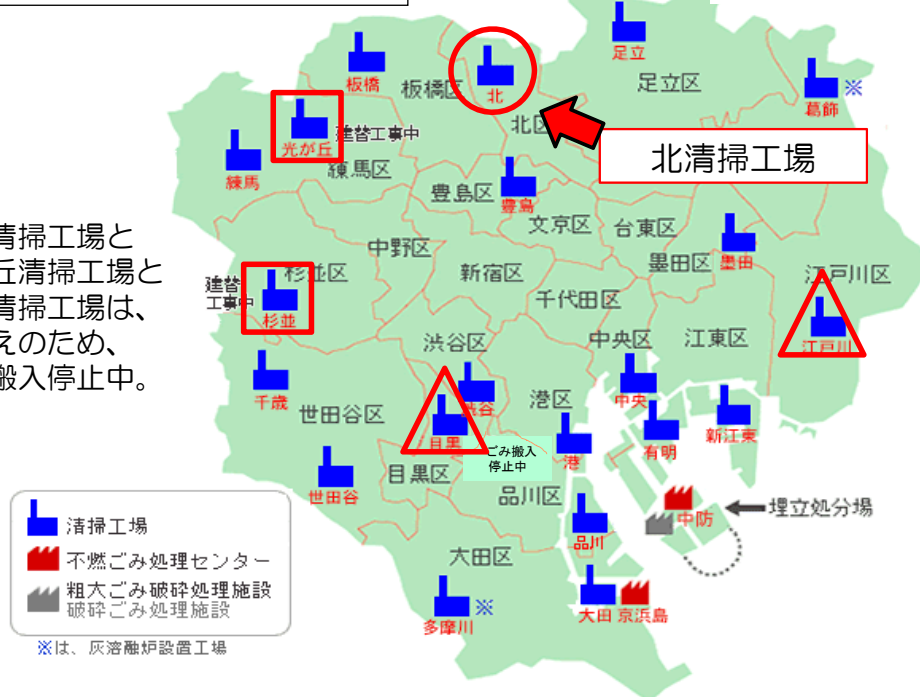 足立
板橋
板橋区
北
足立区
葛飾
※
北区
光が丘
建替工事中
北清掃工場
練馬
練馬区
豊島区
豊島
文京区
台東区
清掃工場と
丘清掃工場と
清掃工場は、
えのため、
搬入停止中。
中野区
墨田区
墨田
江戸川区
建替
工事中
杉並区
杉並
新宿区
千代田区
渋谷区
中央区
江東区
江戸川
千歳
世田谷区
渋谷
港区
中央
目黒
ごみ搬入
停止中
港
有明
新江東
目黒区
世田谷
品川区
中防
埋立処分場
品川
大田区
多摩川
※
大田
京浜島
清掃工場
不燃ごみ処理センター
粗大ごみ破砕処理施設
破砕ごみ処理施設
※は、灰溶融炉設置工場